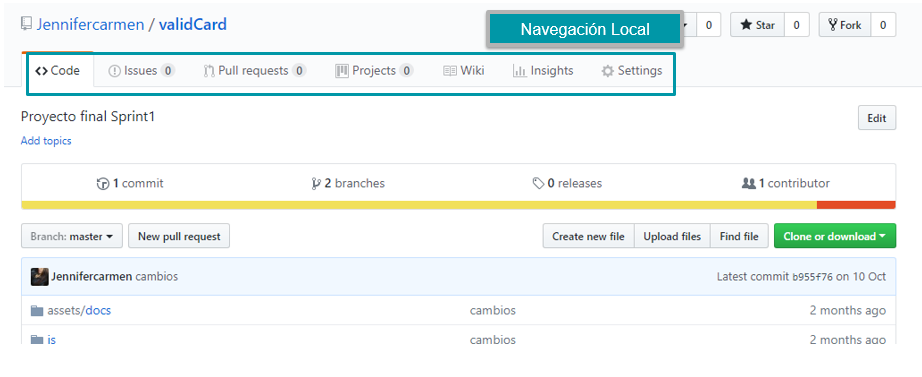 Jennifercarmen / validCard
Navegación Local
0
Star 0
Fork 0
Code
Issues 0
Pull requests 0
Projects 0
Wiki
Insights
Settings
Proyecto final Sprint1
Edit
Add topics
1 commit
2 branches
0 releases
1 contributor
Branch: master
New pull request
Create new file
Upload files
Find file
Clone or download
Jennifercarmen cambios
Latest commit b955f76 on 10 Oct
assets/docs
cambios
2 months ago
cambios
2 months ago